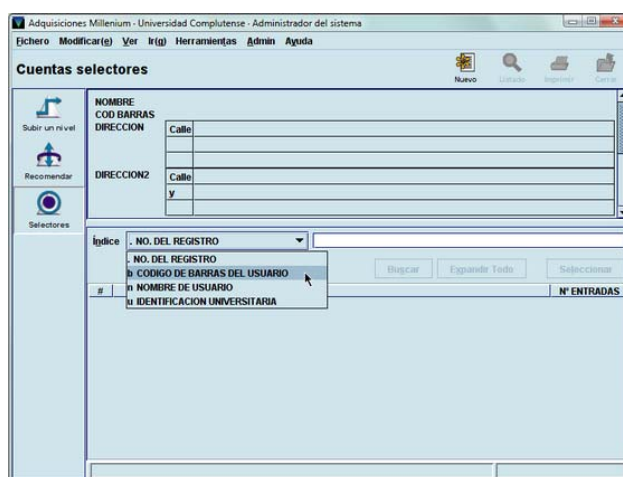 Adquisiciones Millenium - Universidad Complutense - Administrador del sistema
Fichero Modificar(e) Ver Ir(g) Herramientas Admin Ayuda
Cuentas selectores
Nuevo Listado Imprimir Cerrar
Subir un nivel
Recomendar
Selectores
NOMBRE
COD BARRAS
DIRECCION Calle
DIRECCION2 Calle
y
Índice . NO. DEL REGISTRO
. NO. DEL REGISTRO
b CODIGO DE BARRAS DEL USUARIO
n NOMBRE DE USUARIO
u IDENTIFICACION UNIVERSITARIA
Buscar Expandir Todo Seleccionar
# Nº ENTRADAS